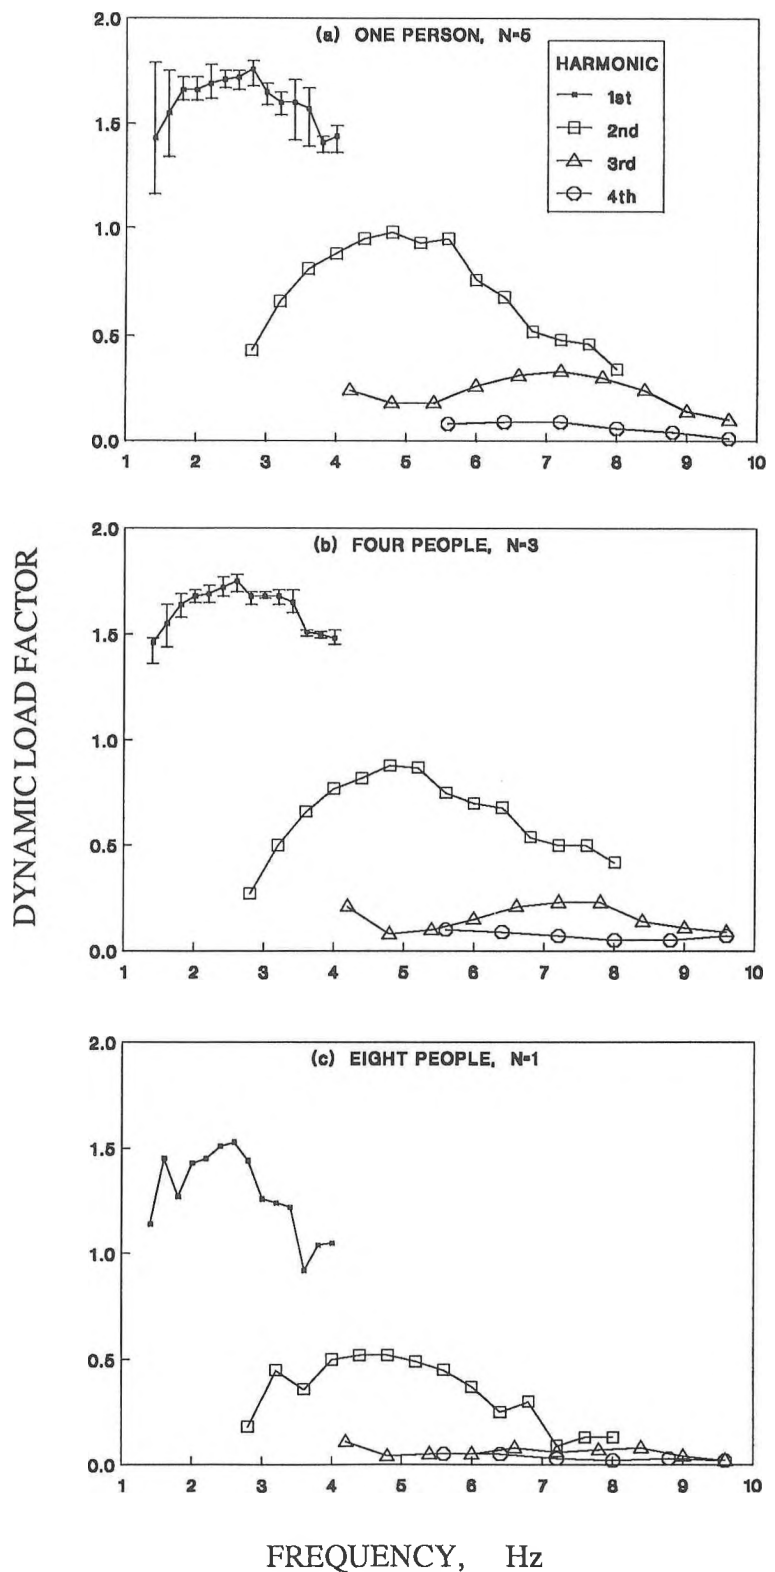 (a) ONE PERSON, N=5
HARMONIC
1st
2nd
3rd
4th
2.0
1.5
1.0
0.5
0.0
1 2 3 4 5 6 7 8 9 10
(b) FOUR PEOPLE, N=3
2.0
1.5
1.0
0.5
0.0
1 2 3 4 5 6 7 8 9 10
(c) EIGHT PEOPLE, N=1
2.0
1.5
1.0
0.5
0.0
1 2 3 4 5 6 7 8 9 10
DYNAMIC LOAD FACTOR
FREQUENCY, Hz